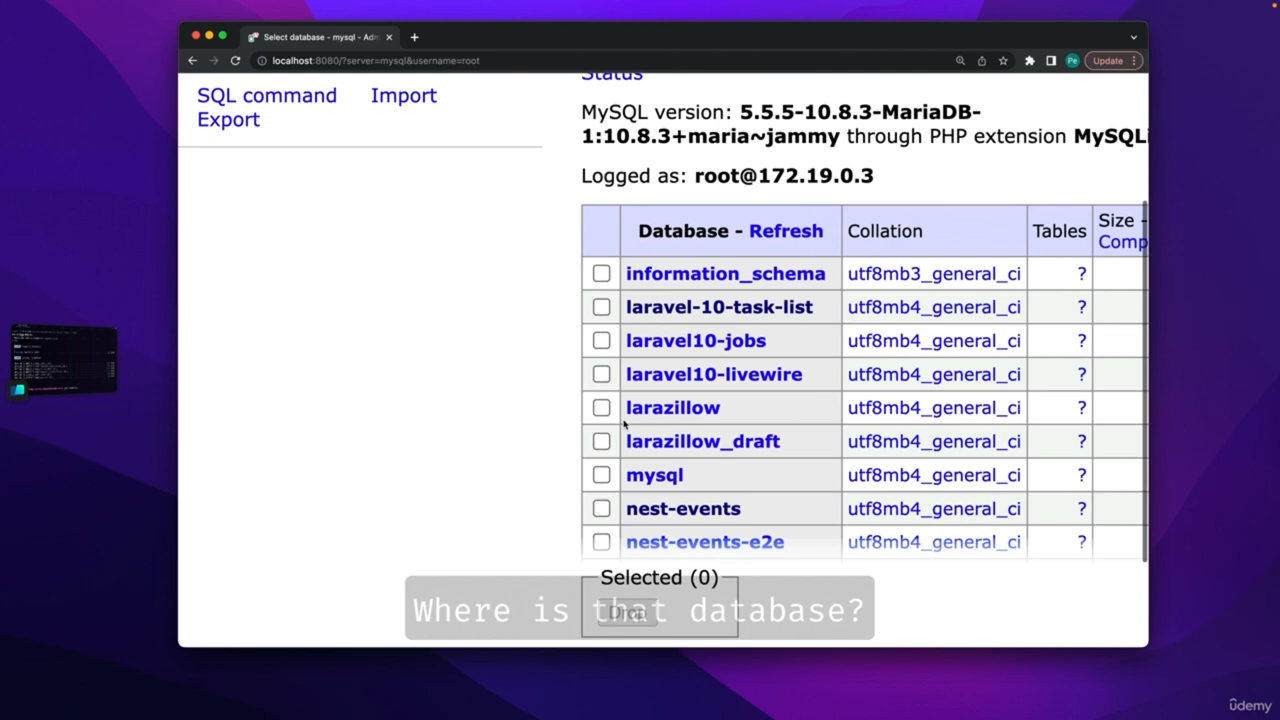 Select database - mysql - Adm
localhost:8080/?server=mysql&username=root
Pe
Update
SQL command Import
Export
Status
MySQL version: 5.5.5-10.8.3-MariaDB-
1:10.8.3+maria~jammy through PHP extension MySQLi
Logged as: root@172.19.0.3
Database - Refresh Collation Tables Size -
Comp
information_schema utf8mb3_general_ci ?
laravel-10-task-list utf8mb4_general_ci ?
laravel10-jobs utf8mb4_general_ci ?
laravel10-livewire utf8mb4_general_ci ?
larazillow utf8mb4_general_ci ?
larazillow_draft utf8mb4_general_ci ?
mysql utf8mb4_general_ci ?
nest-events utf8mb4_general_ci ?
nest-events-e2e utf8mb4_general_ci ?
Selected (0)
Drop
Where is that database?
ûdemy